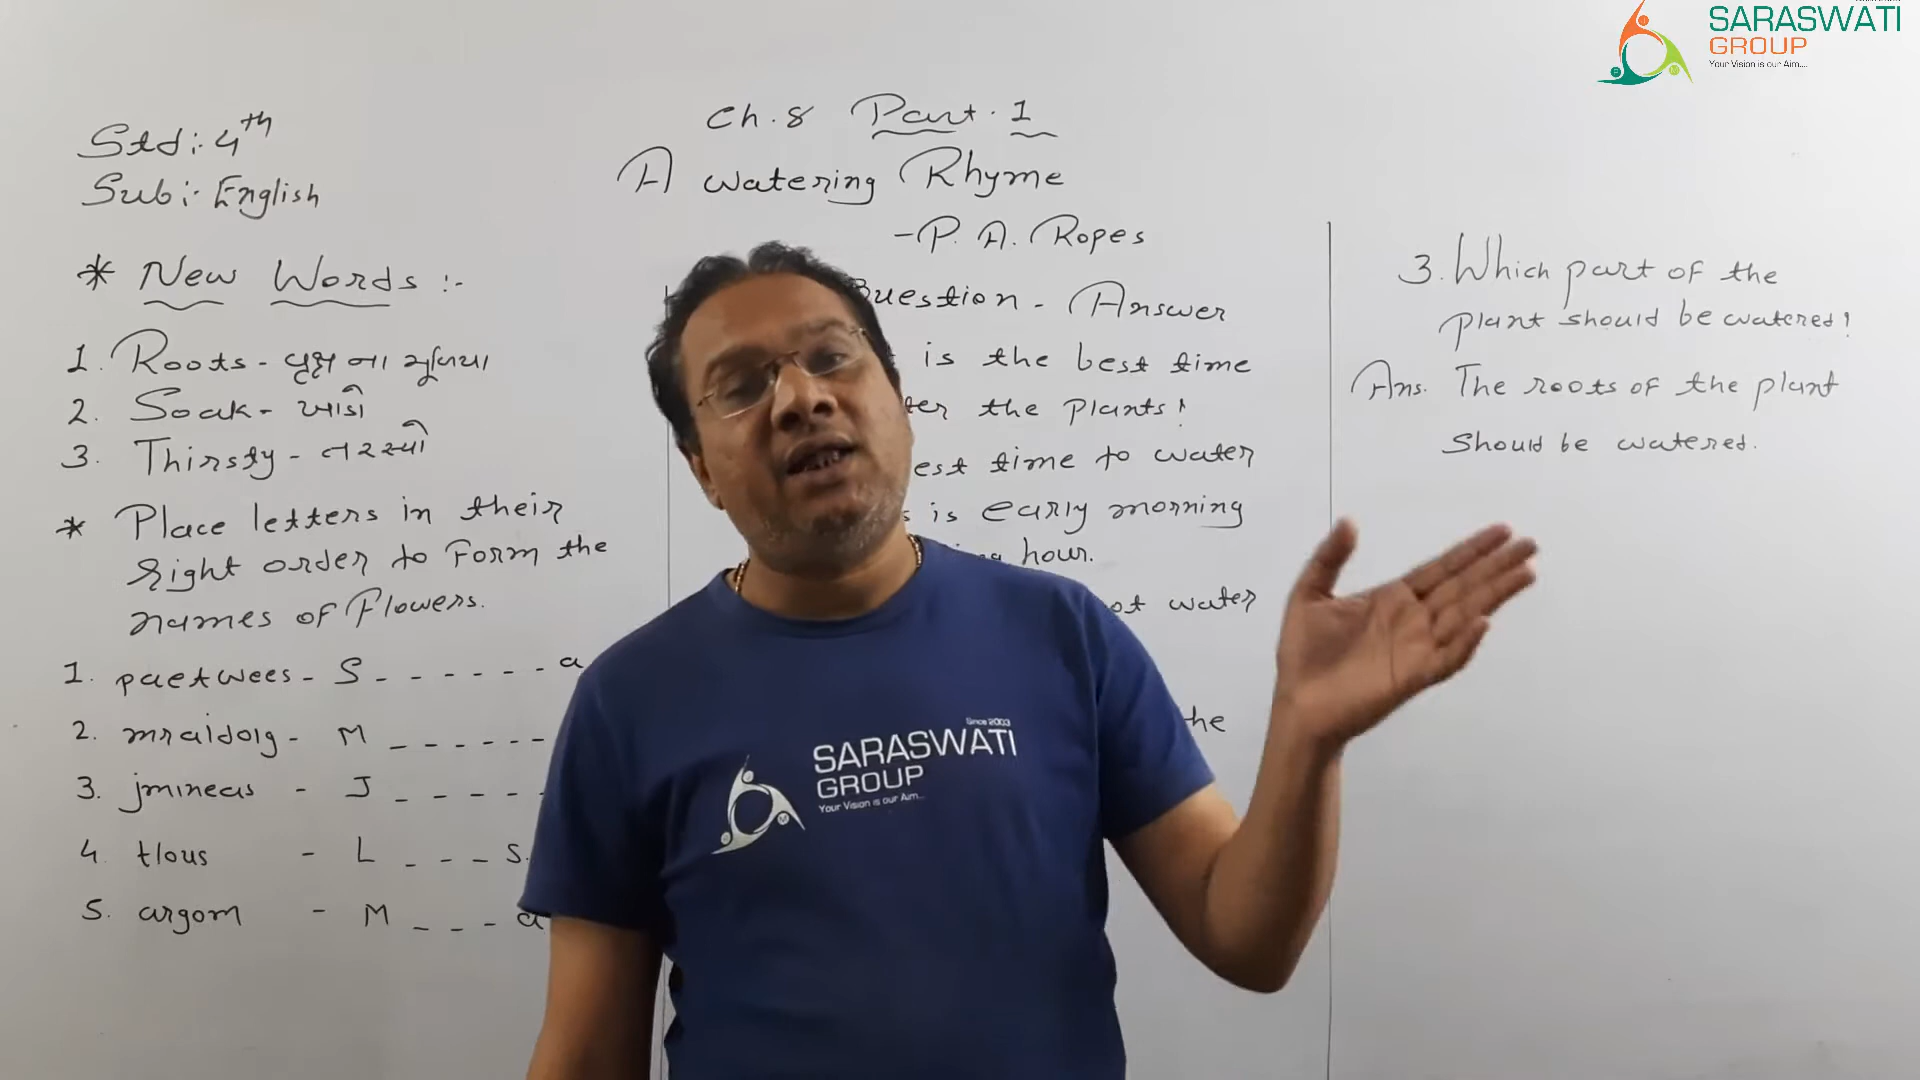 SARASWATI
GROUP
Your Vision is our Aim....
Ch. 8 Part. 1
A watering Rhyme
- P. A. Ropes
Std :- 4th
Sub :- English
* New Words :-
1. Roots - વૃક્ષ ના મૂળિયા
2. Soak -
3. Thirsty - તરસ્યો
* Place letters in their
right order to Form the
names of Flowers.
1. paetwees - S - - - - - - a
2. mraidolg - M - - - - - -
3. jmineas - J - - - - -
4. tlous - L - - - s.
5. argom - M - - - a
Question - Answer
is the best time
the plants!
est time to water
is early morning
hour.
ot water
the
3. Which part of the
plant should be watered!
Ans. The roots of the plant
should be watered.
Since 2003
SARASWATI
GROUP
Your Vision is our Aim...